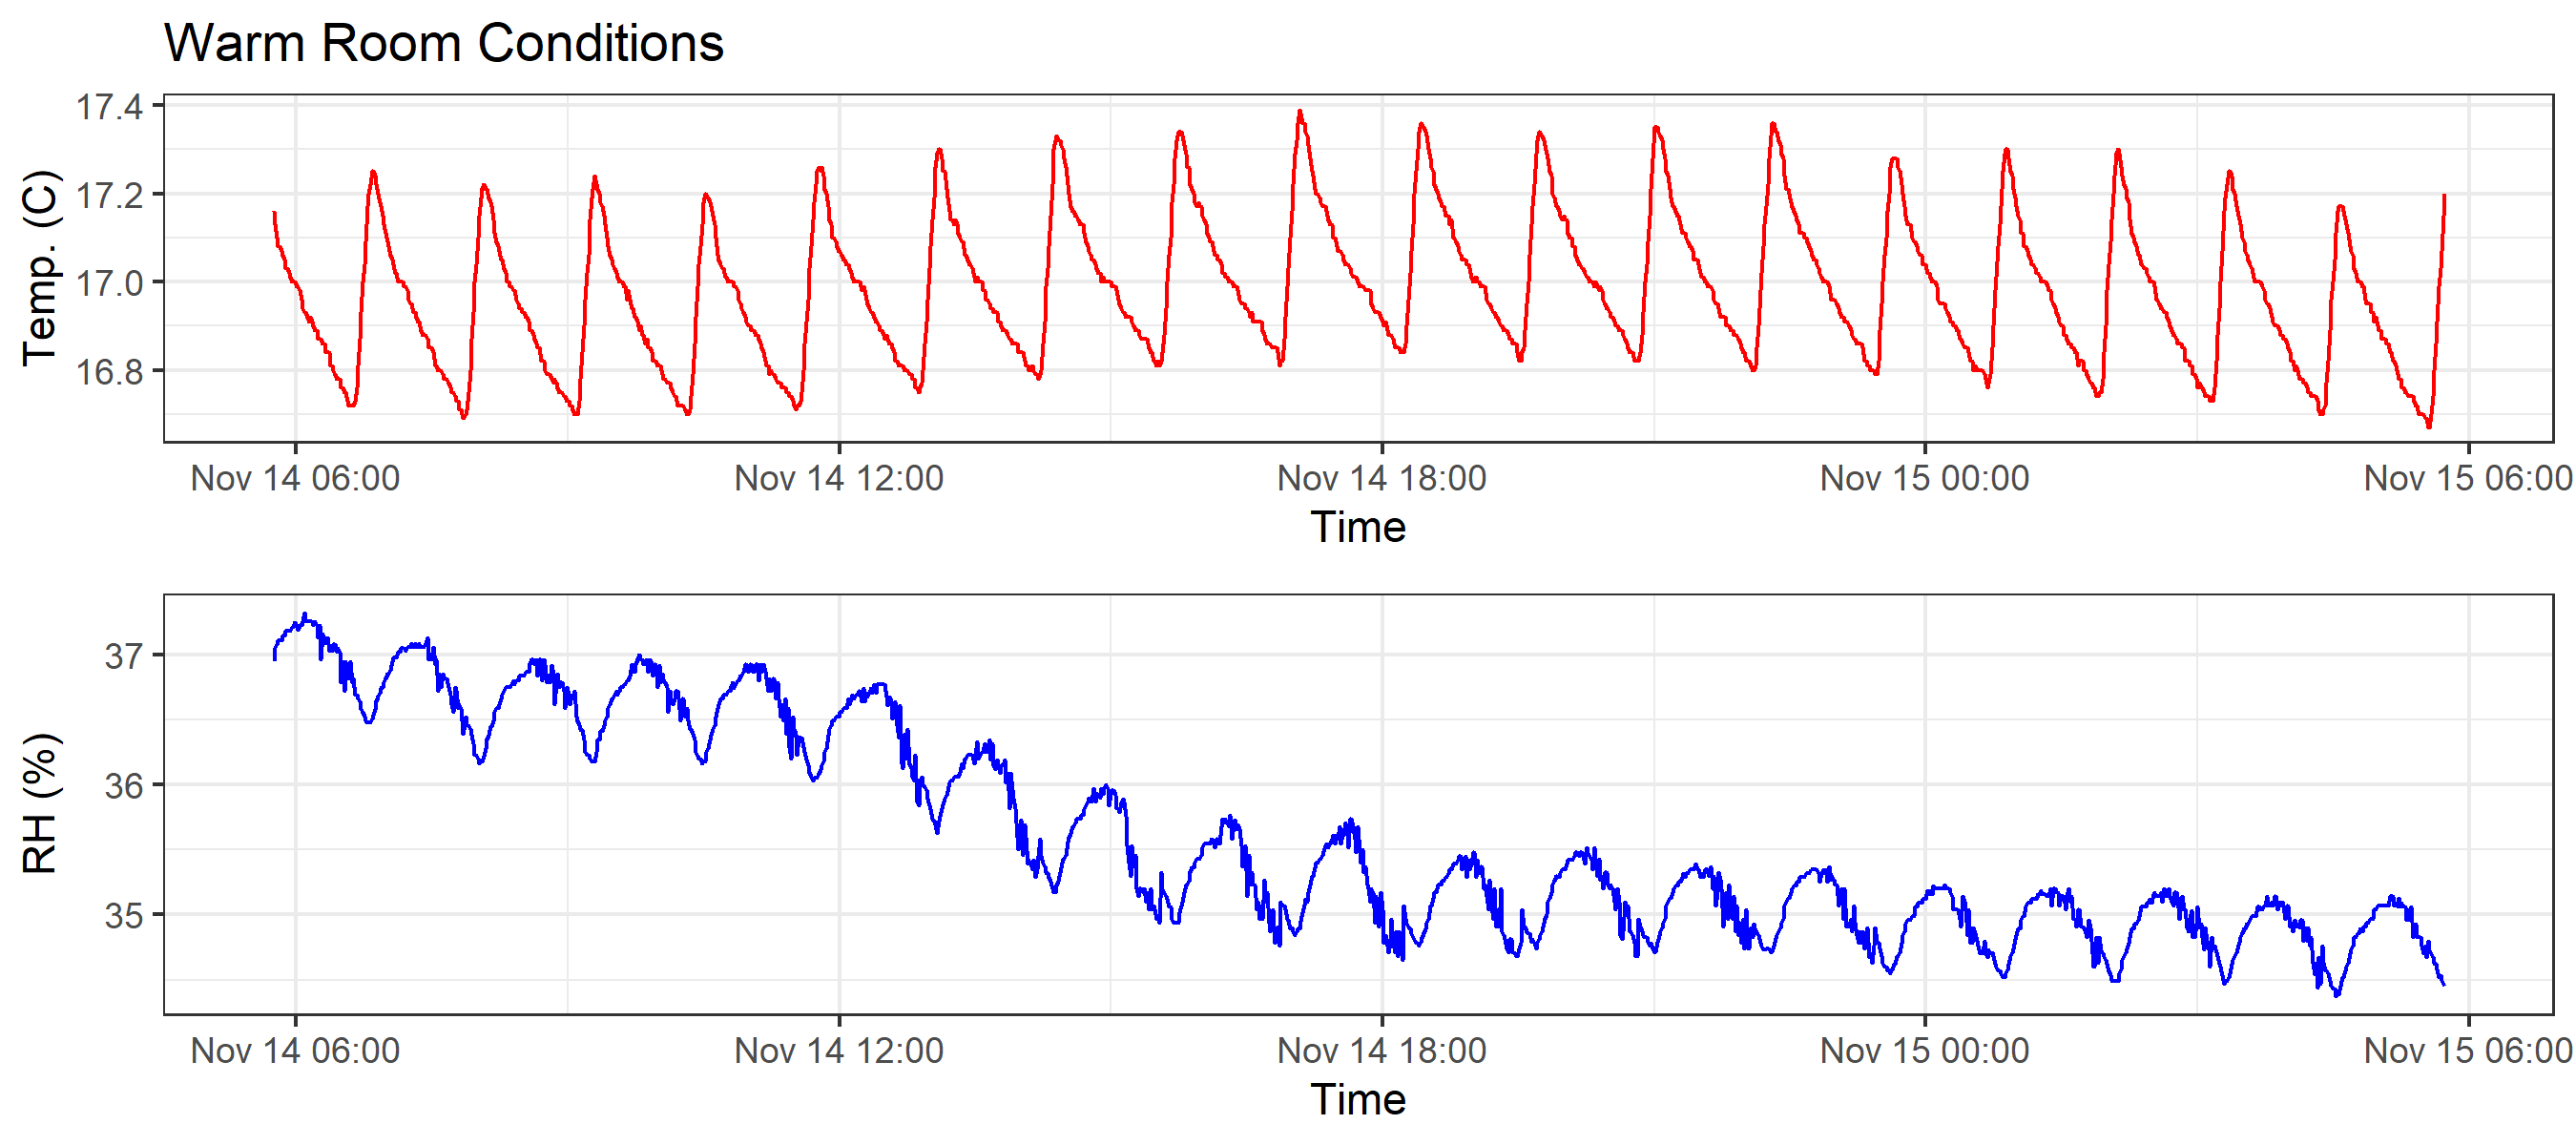 Warm Room Conditions
Temp. (C)
17.4
17.2
17.0
16.8
Nov 14 06:00 Nov 14 12:00 Nov 14 18:00 Nov 15 00:00 Nov 15 06:00
Time
RH (%)
37
36
35
Nov 14 06:00 Nov 14 12:00 Nov 14 18:00 Nov 15 00:00 Nov 15 06:00
Time